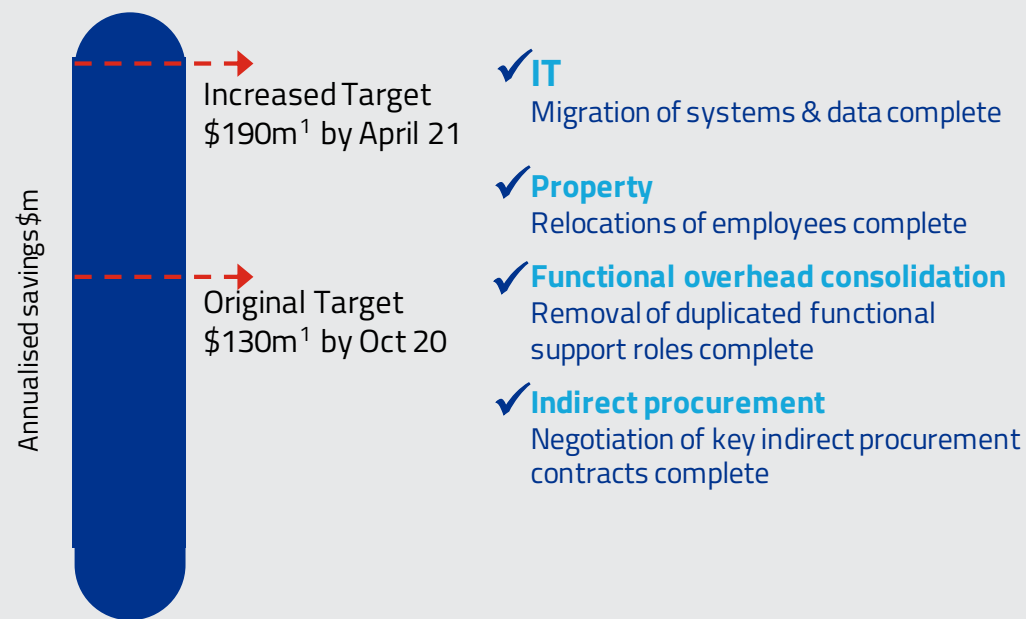 Annualised savings $m
Increased Target
$190m¹ by April 21
Original Target
$130m¹ by Oct 20
IT
Migration of systems & data complete
Property
Relocations of employees complete
Functional overhead consolidation
Removal of duplicated functional
support roles complete
Indirect procurement
Negotiation of key indirect procurement
contracts complete